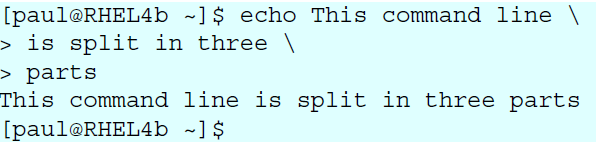 [paul@RHEL4b ~]$ echo This command line \
> is split in three \
> parts
This command line is split in three parts
[paul@RHEL4b ~]$